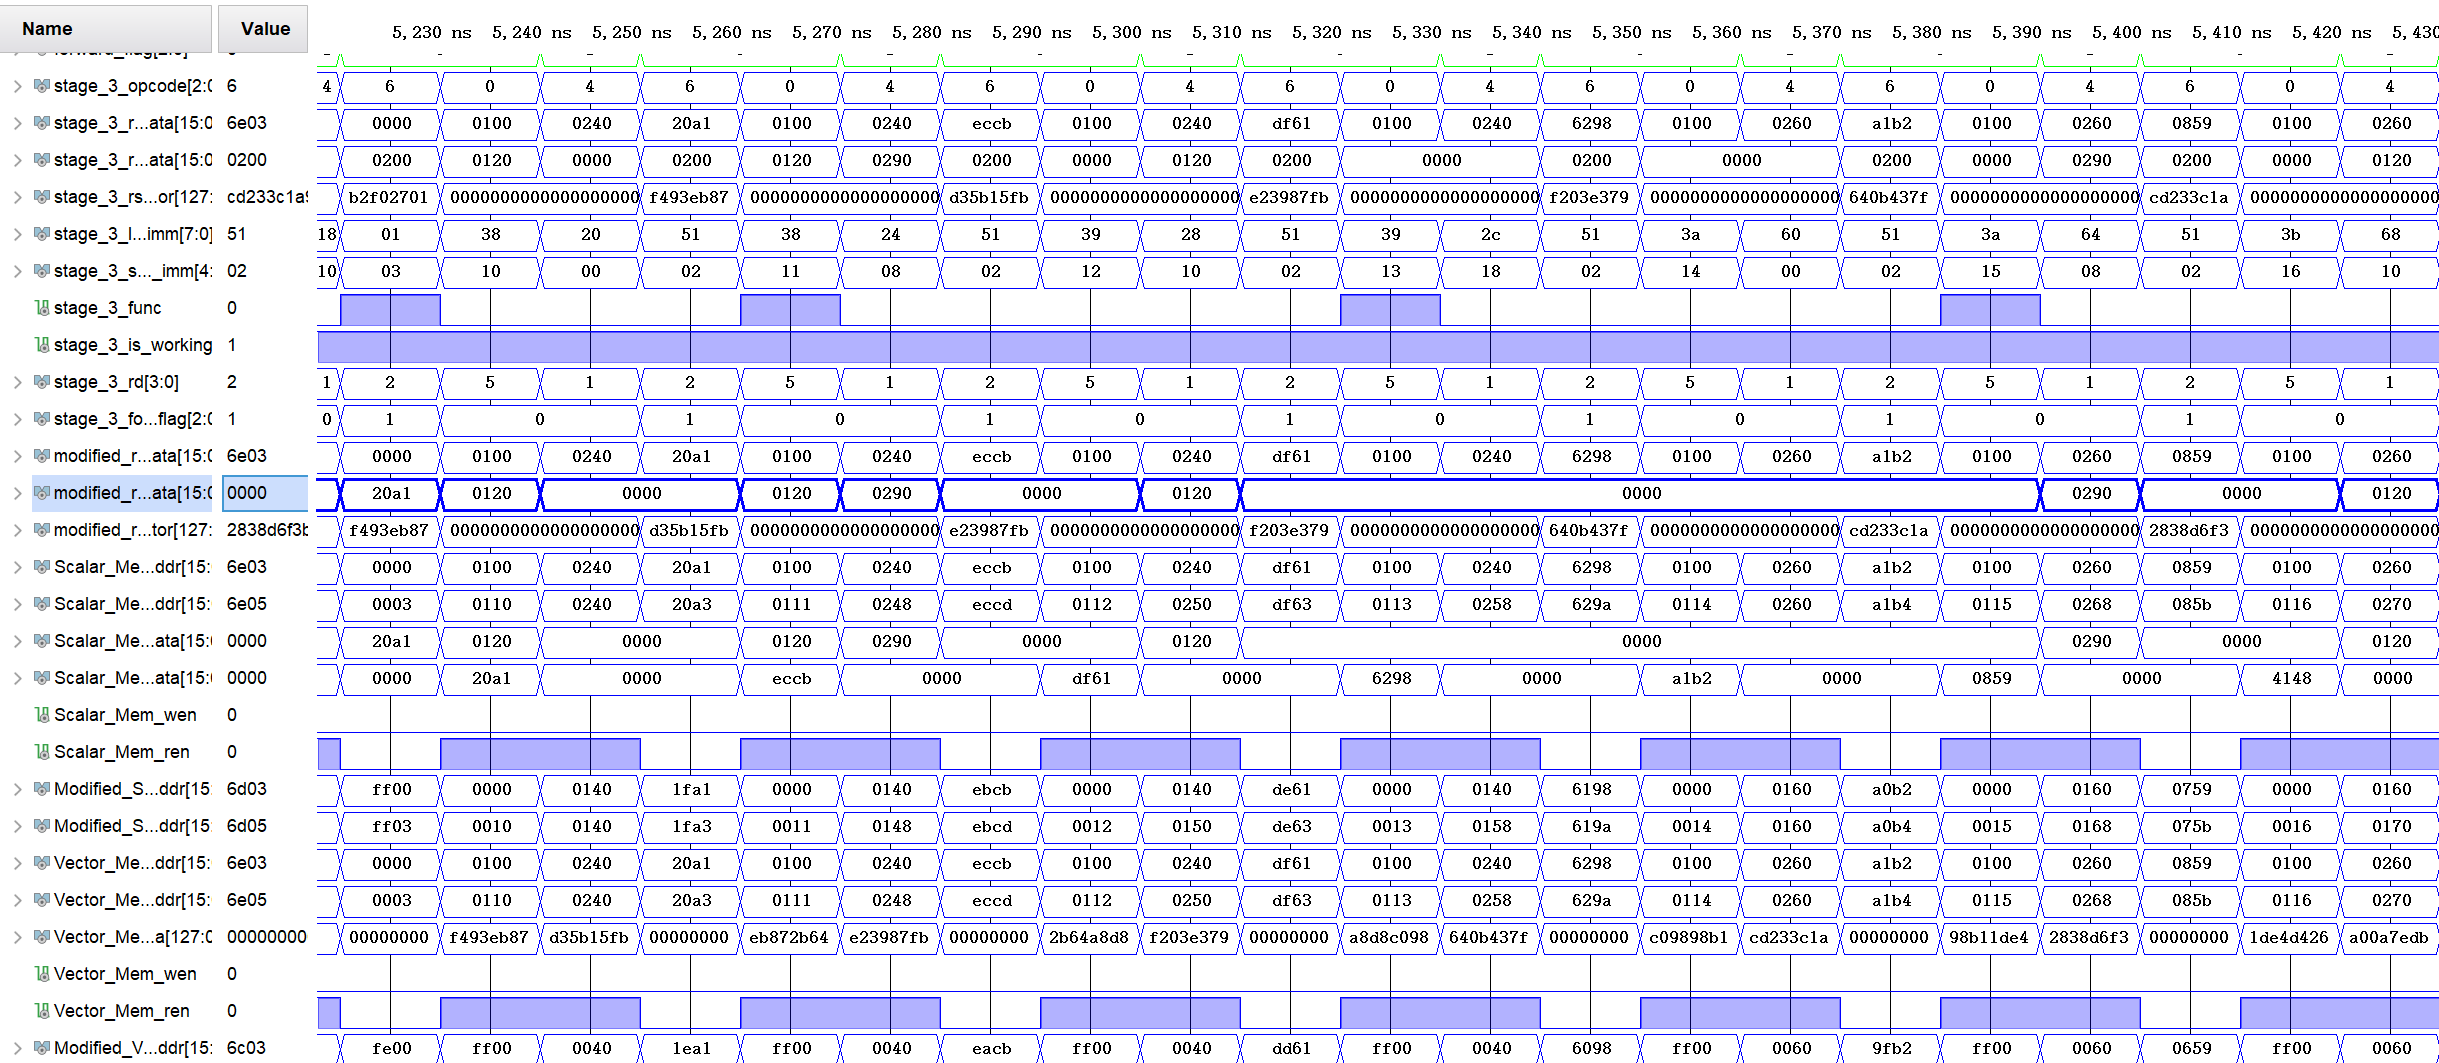 Name Value 5,230 ns 5,240 ns 5,250 ns 5,260 ns 5,270 ns 5,280 ns 5,290 ns 5,300 ns 5,310 ns 5,320 ns 5,330 ns 5,340 ns 5,350 ns 5,360 ns 5,370 ns 5,380 ns 5,390 ns 5,400 ns 5,410 ns 5,420 ns 5,430
stage_3_opcode[2:0 6 4 6 0 4 6 0 4 6 0 4 6 0 4 6 0 4 6 0 4 6 0 4
stage_3_r...ata[15:0 6e03 0000 0100 0240 20a1 0100 0240 eccb 0100 0240 df61 0100 0240 6298 0100 0260 a1b2 0100 0260 0859 0100 0260
stage_3_r...ata[15:0 0200 0200 0120 0000 0200 0120 0290 0200 0000 0120 0200 0000 0200 0000 0200 0000 0290 0200 0000 0120
stage_3_rs...or[127: cd233c1a b2f02701 0000000000000000000 f493eb87 0000000000000000000 d35b15fb 0000000000000000000 e23987fb 0000000000000000000 f203e379 0000000000000000000 640b437f 0000000000000000000 cd233c1a 0000000000000000000
stage_3_l...imm[7:0] 51 18 01 38 20 51 38 24 51 39 28 51 39 2c 51 3a 60 51 3a 64 51 3b 68
stage_3_s..._imm[4: 02 10 03 10 00 02 11 08 02 12 10 02 13 18 02 14 00 02 15 08 02 16 10
stage_3_func 0
stage_3_is_working 1
stage_3_rd[3:0] 2 1 2 5 1 2 5 1 2 5 1 2 5 1 2 5 1 2 5 1 2 5 1
stage_3_fo...flag[2:0 1 0 1 0 1 0 1 0 1 0 1 0 1 0 1 0
modified_r...ata[15:0 6e03 0000 0100 0240 20a1 0100 0240 eccb 0100 0240 df61 0100 0240 6298 0100 0260 a1b2 0100 0260 0859 0100 0260
modified_r...ata[15:0 0000 20a1 0120 0000 0120 0290 0000 0120 0000 0290 0000 0120
modified_r...tor[127: 2838d6f3 f493eb87 0000000000000000000 d35b15fb 0000000000000000000 e23987fb 0000000000000000000 f203e379 0000000000000000000 640b437f 0000000000000000000 cd233c1a 0000000000000000000 2838d6f3 0000000000000000000
Scalar_Me...ddr[15: 6e03 0000 0100 0240 20a1 0100 0240 eccb 0100 0240 df61 0100 0240 6298 0100 0260 a1b2 0100 0260 0859 0100 0260
Scalar_Me...ddr[15: 6e05 0003 0110 0240 20a3 0111 0248 eccd 0112 0250 df63 0113 0258 629a 0114 0260 a1b4 0115 0268 085b 0116 0270
Scalar_Me...ata[15: 0000 20a1 0120 0000 0120 0290 0000 0120 0000 0290 0000 0120
Scalar_Me...ata[15: 0000 0000 20a1 0000 eccb 0000 df61 0000 6298 0000 a1b2 0000 0859 0000 4148 0000
Scalar_Mem_wen 0
Scalar_Mem_ren 0
Modified_S...ddr[15: 6d03 ff00 0000 0140 1fa1 0000 0140 ebcb 0000 0140 de61 0000 0140 6198 0000 0160 a0b2 0000 0160 0759 0000 0160
Modified_S...ddr[15: 6d05 ff03 0010 0140 1fa3 0011 0148 ebcd 0012 0150 de63 0013 0158 619a 0014 0160 a0b4 0015 0168 075b 0016 0170
Vector_Me...ddr[15: 6e03 0000 0100 0240 20a1 0100 0240 eccb 0100 0240 df61 0100 0240 6298 0100 0260 a1b2 0100 0260 0859 0100 0260
Vector_Me...ddr[15: 6e05 0003 0110 0240 20a3 0111 0248 eccd 0112 0250 df63 0113 0258 629a 0114 0260 a1b4 0115 0268 085b 0116 0270
Vector_Me...a[127:0 00000000 00000000 f493eb87 d35b15fb 00000000 eb872b64 e23987fb 00000000 2b64a8d8 f203e379 00000000 a8d8c098 640b437f 00000000 c09898b1 cd233c1a 00000000 98b11de4 2838d6f3 00000000 1de4d426 a00a7edb
Vector_Mem_wen 0
Vector_Mem_ren 0
Modified_V...ddr[15: 6c03 fe00 ff00 0040 1ea1 ff00 0040 eacb ff00 0040 dd61 ff00 0040 6098 ff00 0060 9fb2 ff00 0060 0659 ff00 0060